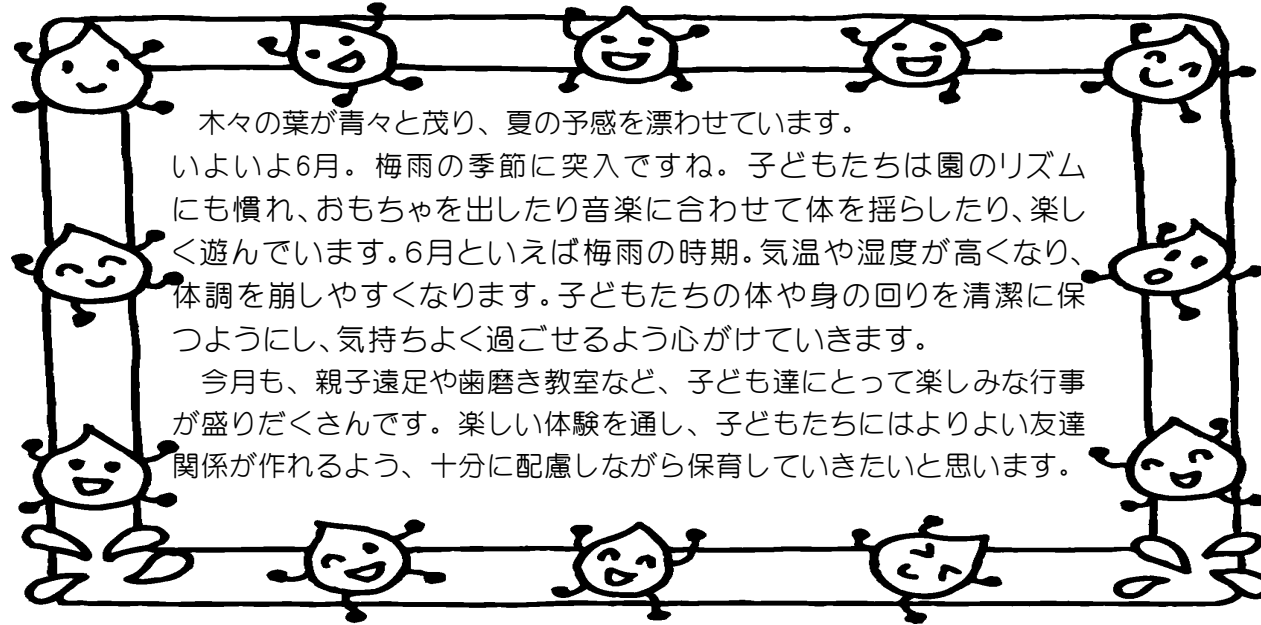 木々の葉が青々と茂り、夏の予感を漂わせています。
いよいよ6月。梅雨の季節に突入ですね。子どもたちは園のリズム
にも慣れ、おもちゃを出したり音楽に合わせて体を揺らしたり、楽し
く遊んでいます。6月といえば梅雨の時期。気温や湿度が高くなり、
体調を崩しやすくなります。子どもたちの体や身の回りを清潔に保
つようにし、気持ちよく過ごせるよう心がけていきます。
今月も、親子遠足や歯磨き教室など、子ども達にとって楽しみな行事
が盛りだくさんです。楽しい体験を通し、子どもたちにはよりよい友達
関係が作れるよう、十分に配慮しながら保育していきたいと思います。